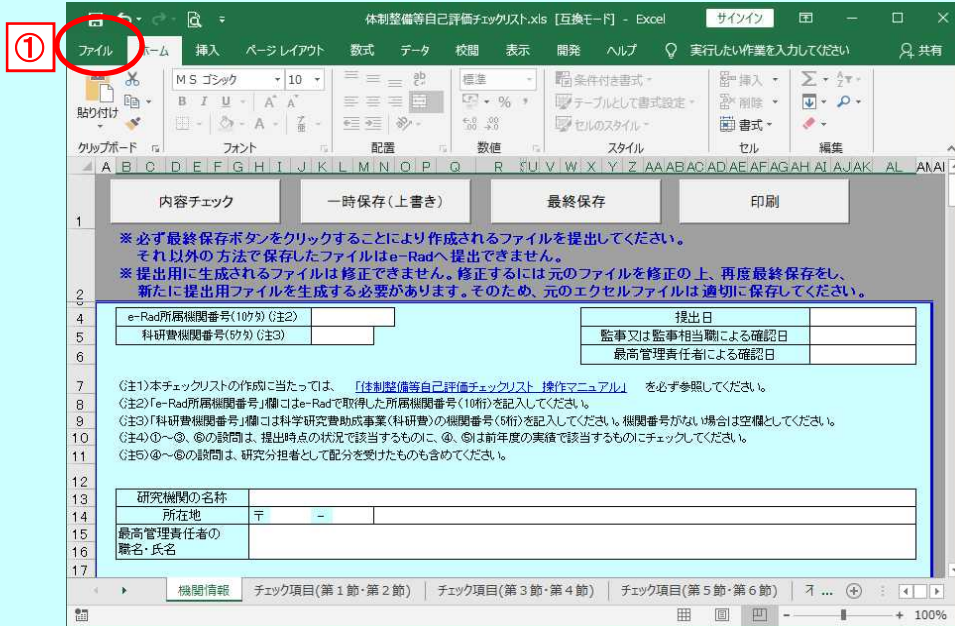 体制整備等自己評価チェックリスト.xls [互換モード] - Excel
サインイン
①
ファイル ホーム 挿入 ページ レイアウト 数式 データ 校閲 表示 開発 ヘルプ 実行したい作業を入力してください 共有
貼り付け
ＭＳ ゴシック 10
B I U
標準
条件付き書式
テーブルとして書式設定
セルのスタイル
挿入
削除
書式
クリップボード フォント 配置 数値 スタイル セル 編集
A B C D E F G H I J K L M N O P Q R U V W X Y Z AA AB AC AD AE AF AG AH AI AJ AK AL
1
内容チェック 一時保存(上書き) 最終保存 印刷
※必ず最終保存ボタンをクリックすることにより作成されるファイルを提出してください。
それ以外の方法で保存したファイルはe-Radへ提出できません。
※提出用に生成されるファイルは修正できません。修正するには元のファイルを修正の上、再度最終保存をし、
2 新たに提出用ファイルを生成する必要があります。そのため、元のエクセルファイルは適切に保存してください。
4 e-Rad所属機関番号(10ケタ)(注2) 提出日
5 科研費機関番号(5ケタ)(注3) 監事又は監事相当職による確認日
6 最高管理責任者による確認日
7 (注1)本チェックリストの作成に当たっては、 「体制整備等自己評価チェックリスト 操作マニュアル」 を必ず参照してください。
8 (注2)「e-Rad所属機関番号」欄にはe-Radで取得した所属機関番号(10桁)を記入してください。
9 (注3)「科研費機関番号」欄には科学研究費助成事業(科研費)の機関番号(5桁)を記入してください。機関番号がない場合は空欄としてください。
10 (注4)①～③、⑥の設問は、提出時点の状況で該当するものに、④、⑤は前年度の実績で該当するものにチェックしてください。
11 (注5)④～⑥の設問は、研究分担者として配分を受けたものも含めてください。
12
13 研究機関の名称
14 所在地 〒 -
15 最高管理責任者の
16 職名・氏名
17
機関情報 チェック項目(第１節・第２節) チェック項目(第３節・第４節) チェック項目(第５節・第６節) ...
100%